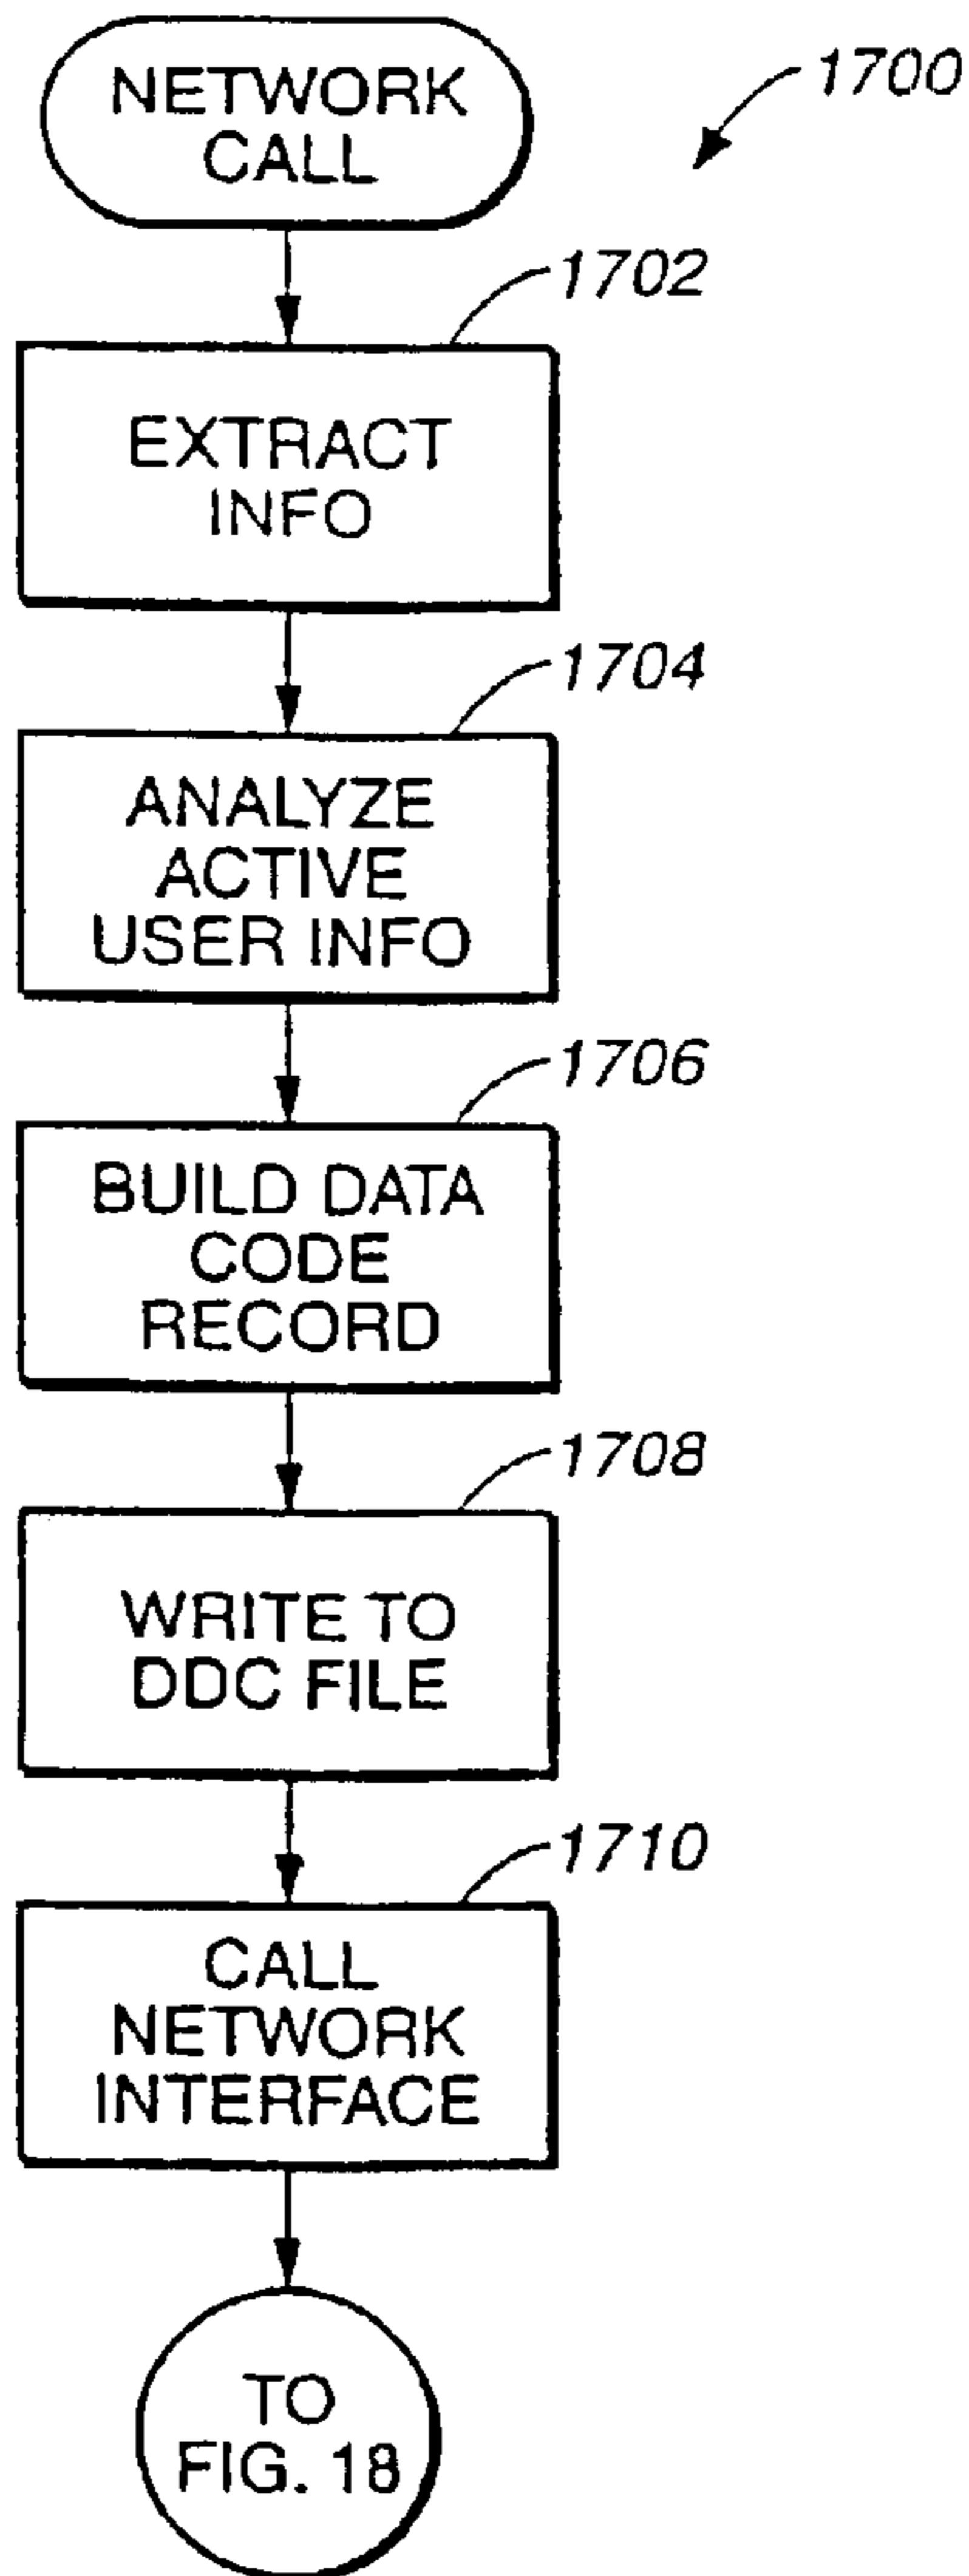 NETWORK
CALL
1700
1702
EXTRACT
INFO
1704
ANALYZE
ACTIVE
USER INFO
1706
BUILD DATA
CODE
RECORD
1708
WRITE TO
DDC FILE
1710
CALL
NETWORK
INTERFACE
TO
FIG. 18